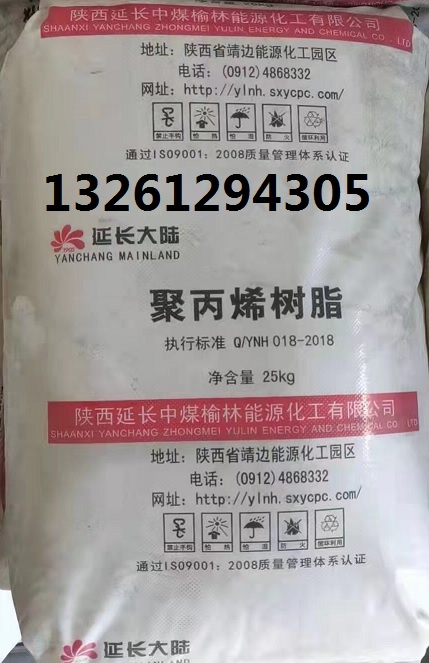 陕西延长中煤榆林能源化工有限公司
SHAANXI YANCHANG ZHONGMEI YULIN ENERGY AND CHEMICAL CO., LTD
地址：陕西省靖边能源化工园区
电话：(0912)4868332
网址：http://ylnh.sxycpc.com/
禁止手钩 怕热 怕湿 防火 循环利用
通过ISO9001：2008质量管理体系认证
13261294305
延长大陆
YANCHANG MAINLAND
聚丙烯树脂
执行标准 Q/YNH 018-2018
净含量 25kg
陕西延长中煤榆林能源化工有限公司
SHAANXI YANCHANG ZHONGMEI YULIN ENERGY AND CHEMICAL CO., LTD
地址：陕西省靖边能源化工园区
电话：(0912)4868332
网址：http://ylnh.sxycpc.com/
禁止手钩 怕热 怕湿 防火 循环利用
通过ISO9001：2008质量管理体系认证
延长大陆
YANCHANG MAINLAND